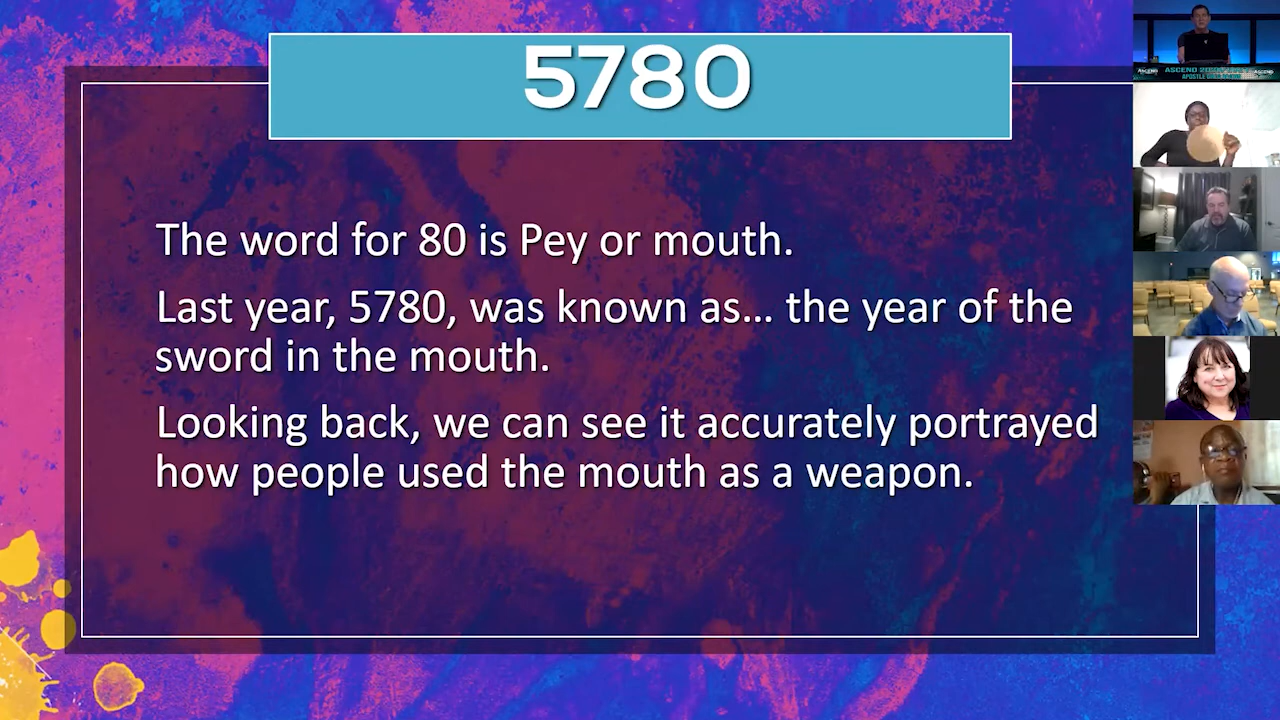 5780
The word for 80 is Pey or mouth.
Last year, 5780, was known as... the year of the
sword in the mouth.
Looking back, we can see it accurately portrayed
how people used the mouth as a weapon.
ASCEND